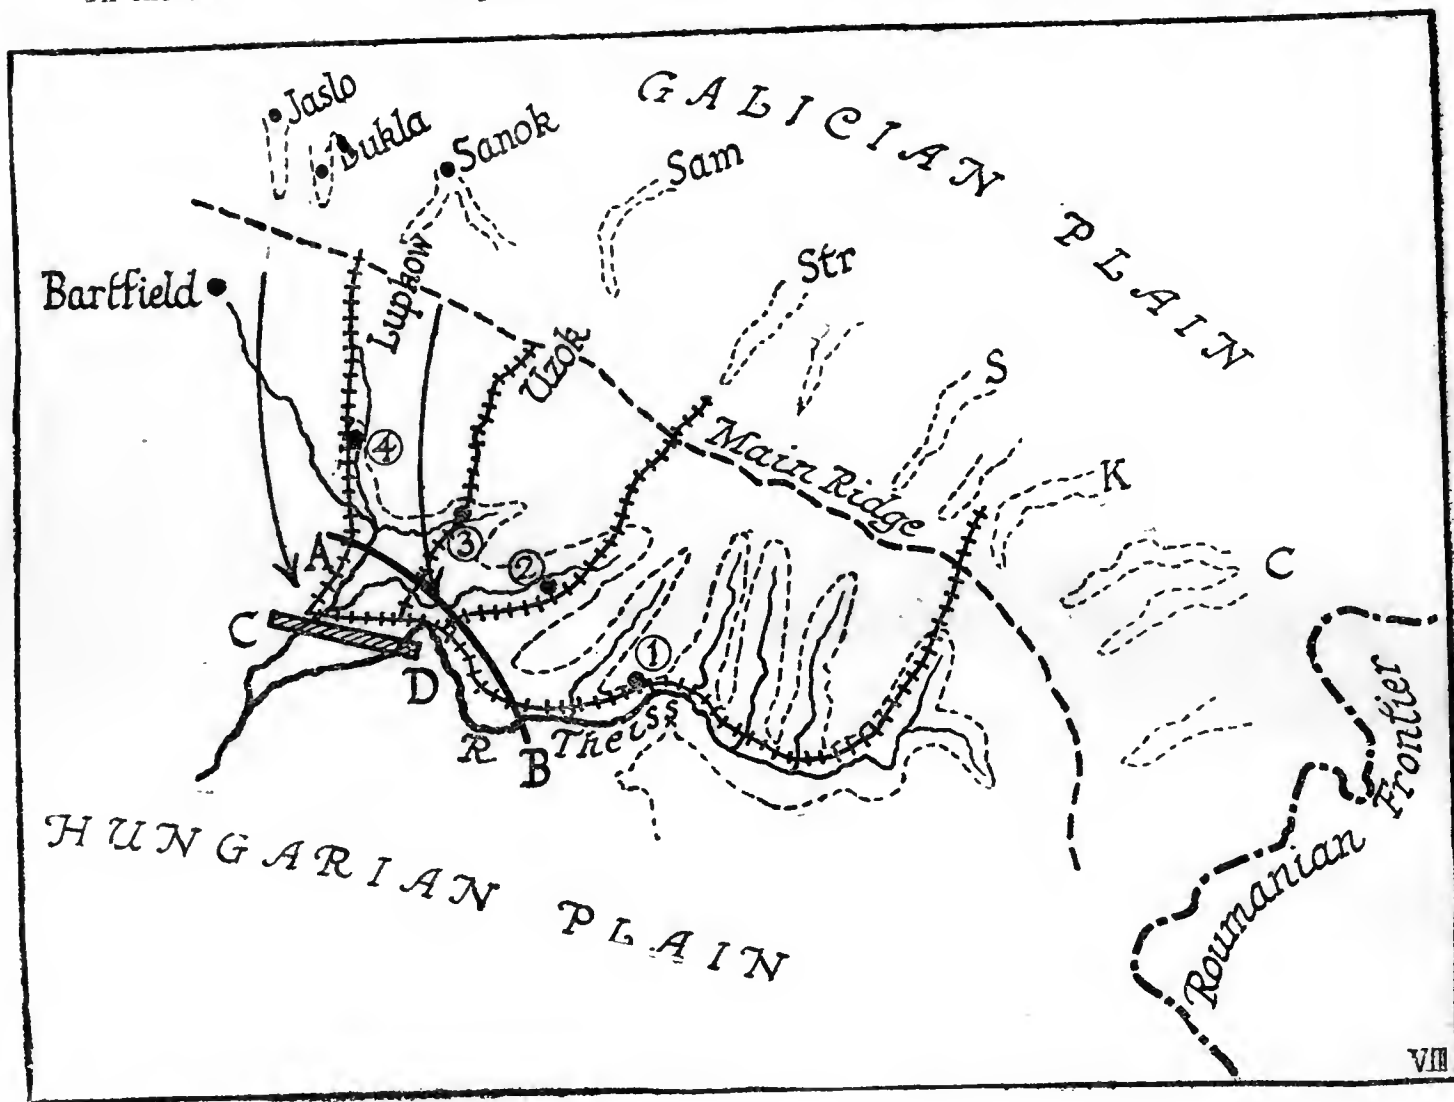 Jaslo
Dukla
Sanok
GALICIAN PLAIN
Sam
Str
Bartfield
Lupkow
Uzok
S
Main Ridge
K
4
3
2
A
C
C
D
1
R Theiss
B
Roumanian Frontier
HUNGARIAN PLAIN
VIII